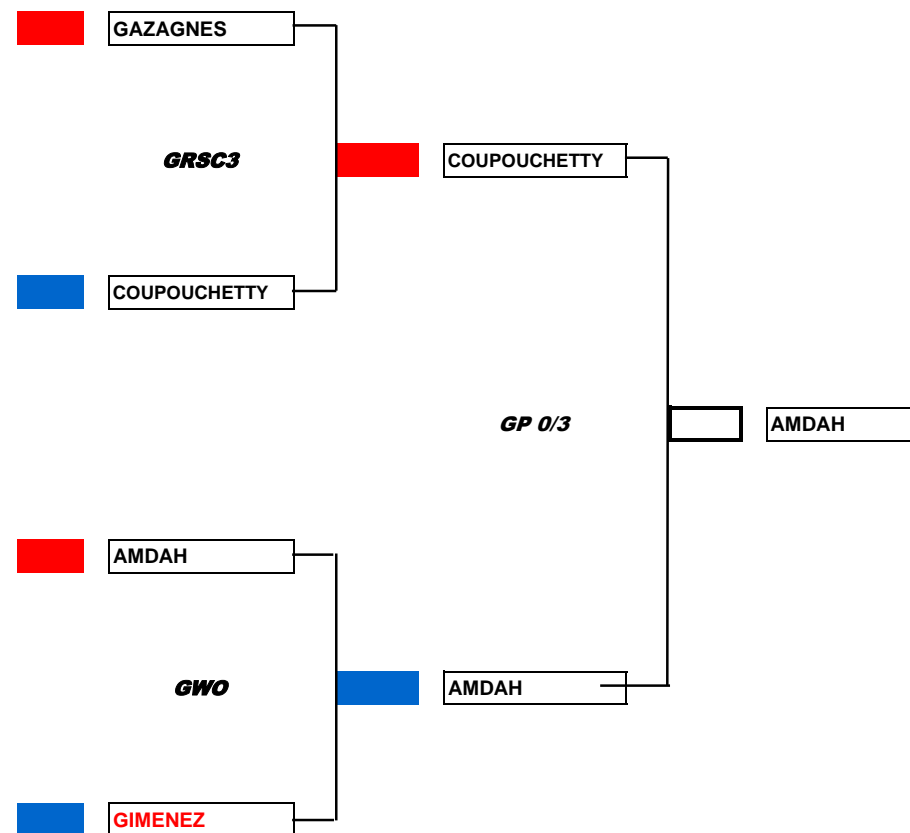 GAZAGNES
GRSC3
COUPOUCHETTY
COUPOUCHETTY
GP 0/3
AMDAH
AMDAH
GWO
AMDAH
GIMENEZ